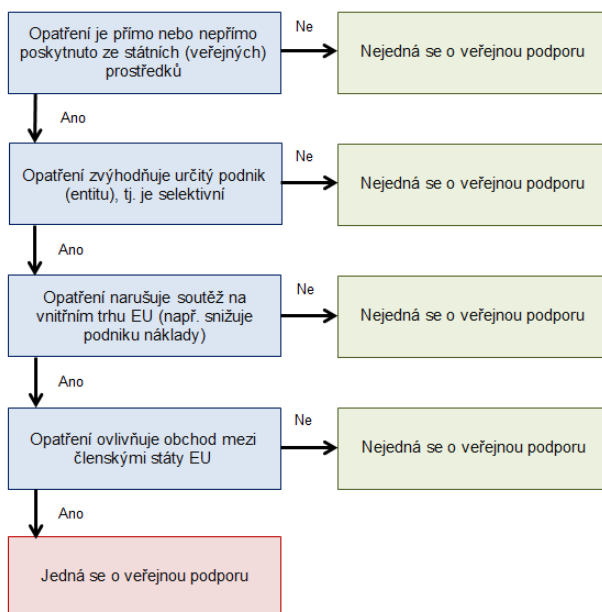 Opatření je přímo nebo nepřímo
poskytnuto ze státních (veřejných)
prostředků
Ne
Nejedná se o veřejnou podporu
Ano
Opatření zvýhodňuje určitý podnik
(entitu), tj. je selektivní
Ne
Nejedná se o veřejnou podporu
Ano
Opatření narušuje soutěž na
vnitřním trhu EU (např. snižuje
podniku náklady)
Ne
Nejedná se o veřejnou podporu
Ano
Opatření ovlivňuje obchod mezi
členskými státy EU
Ne
Nejedná se o veřejnou podporu
Ano
Jedná se o veřejnou podporu